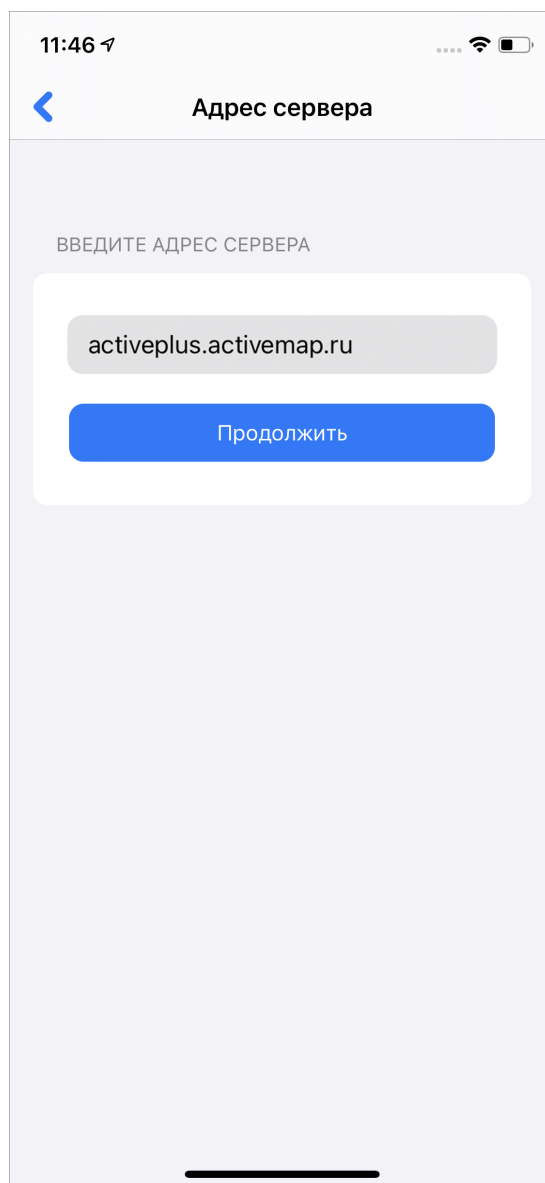 11:46
Адрес сервера
ВВЕДИТЕ АДРЕС СЕРВЕРА
activeplus.activemap.ru
Продолжить